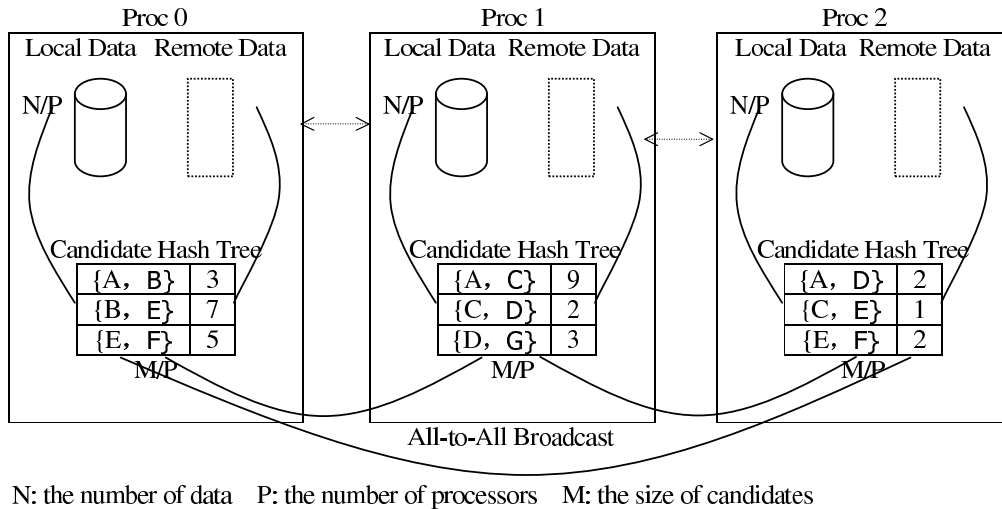 Proc 0 Proc 1 Proc 2
Local Data Remote Data Local Data Remote Data Local Data Remote Data
N/P N/P N/P
Candidate Hash Tree Candidate Hash Tree Candidate Hash Tree
{A, B} 3 {A, C} 9 {A, D} 2
{B, E} 7 {C, D} 2 {C, E} 1
{E, F} 5 {D, G} 3 {E, F} 2
M/P M/P M/P
All-to-All Broadcast
N: the number of data P: the number of processors M: the size of candidates